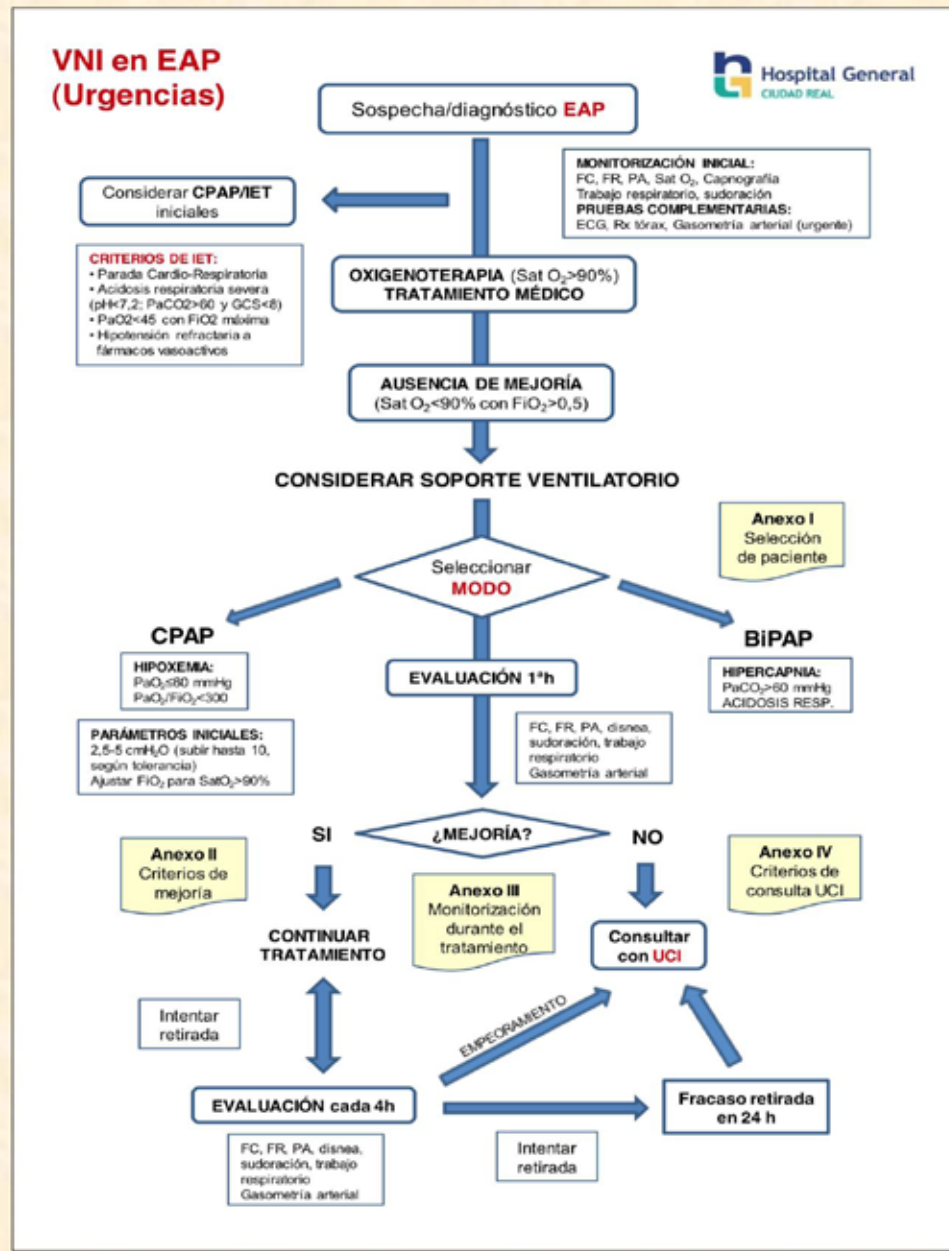 VNI en EAP
(Urgencias)
Hospital General
CIUDAD REAL
Sospecha/diagnóstico EAP
MONITORIZACIÓN INICIAL:
FC, FR, PA, Sat O₂, Capnografía
Trabajo respiratorio, sudoración
PRUEBAS COMPLEMENTARIAS:
ECG, Rx tórax, Gasometría arterial (urgente)
Considerar CPAP/IET
iniciales
CRITERIOS DE IET:
• Parada Cardio-Respiratoria
• Acidosis respiratoria severa
(pH<7,2; PaCO2>60 y GCS<8)
• PaO2<45 con FiO2 máxima
• Hipotensión refractaria a
fármacos vasoactivos
OXIGENOTERAPIA (Sat O₂>90%)
TRATAMIENTO MÉDICO
AUSENCIA DE MEJORÍA
(Sat O₂<90% con FiO₂>0,5)
CONSIDERAR SOPORTE VENTILATORIO
Anexo I
Selección
de paciente
Seleccionar
MODO
CPAP
HIPOXEMIA:
PaO₂≤80 mmHg
PaO₂/FiO₂<300
PARÁMETROS INICIALES:
2,5-5 cmH₂O (subir hasta 10,
según tolerancia)
Ajustar FiO₂ para SatO₂>90%
EVALUACIÓN 1ªh
FC, FR, PA, disnea,
sudoración, trabajo
respiratorio
Gasometría arterial
BiPAP
HIPERCAPNIA:
PaCO₂>60 mmHg
ACIDOSIS RESP.
SI
¿MEJORÍA?
NO
Anexo II
Criterios de
mejoría
Anexo III
Monitorización
durante el
tratamiento
Anexo IV
Criterios de
consulta UCI
CONTINUAR
TRATAMIENTO
Consultar
con UCI
Intentar
retirada
EMPEORAMIENTO
EVALUACIÓN cada 4h
FC, FR, PA, disnea,
sudoración, trabajo
respiratorio
Gasometría arterial
Intentar
retirada
Fracaso retirada
en 24 h